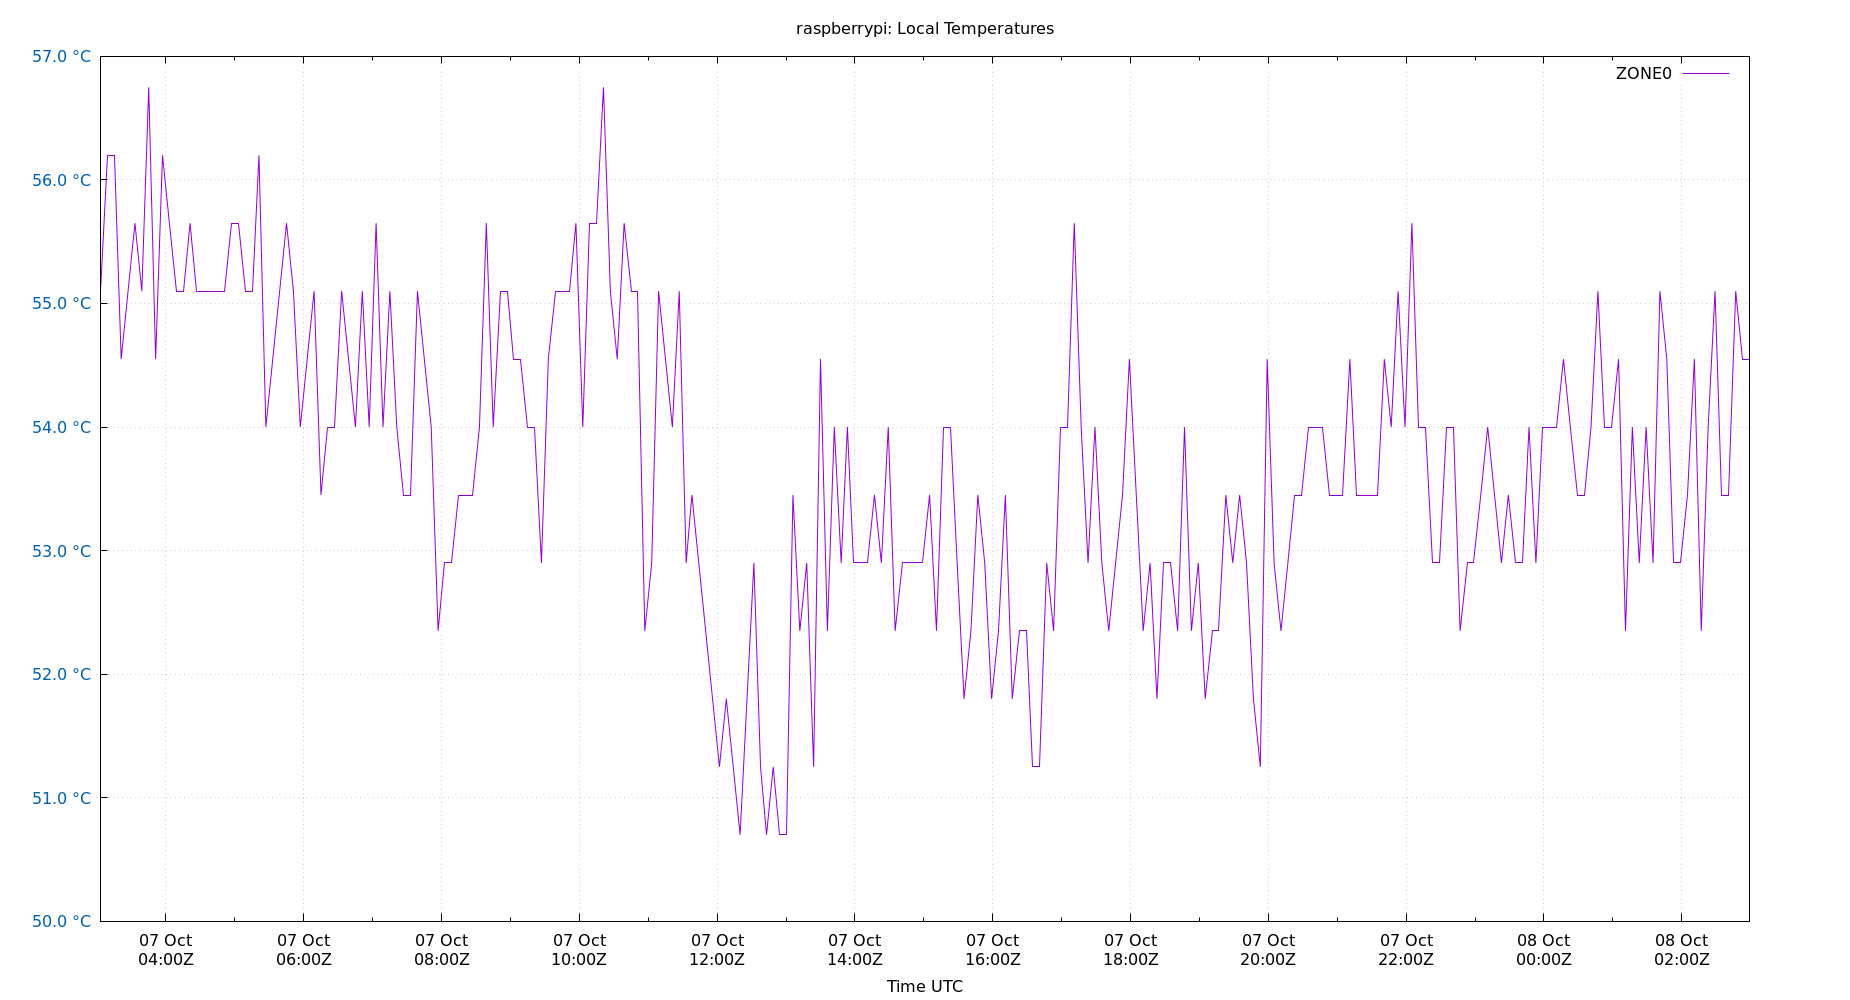 raspberrypi: Local Temperatures
57.0 °C
ZONE0
56.0 °C
55.0 °C
54.0 °C
53.0 °C
52.0 °C
51.0 °C
50.0 °C
07 Oct 07 Oct 07 Oct 07 Oct 07 Oct 07 Oct 07 Oct 07 Oct 07 Oct 07 Oct 08 Oct 08 Oct
04:00Z 06:00Z 08:00Z 10:00Z 12:00Z 14:00Z 16:00Z 18:00Z 20:00Z 22:00Z 00:00Z 02:00Z
Time UTC